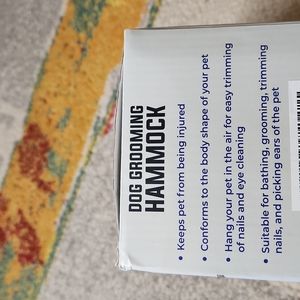 DOG GROOMING
HAMMOCK
• Keeps pet from being injured
• Conforms to the body shape of your pet
• Hang your pet in the air for easy trimming
of nails and eye cleaning
• Suitable for bathing, grooming, trimming
nails, and picking ears of the pet